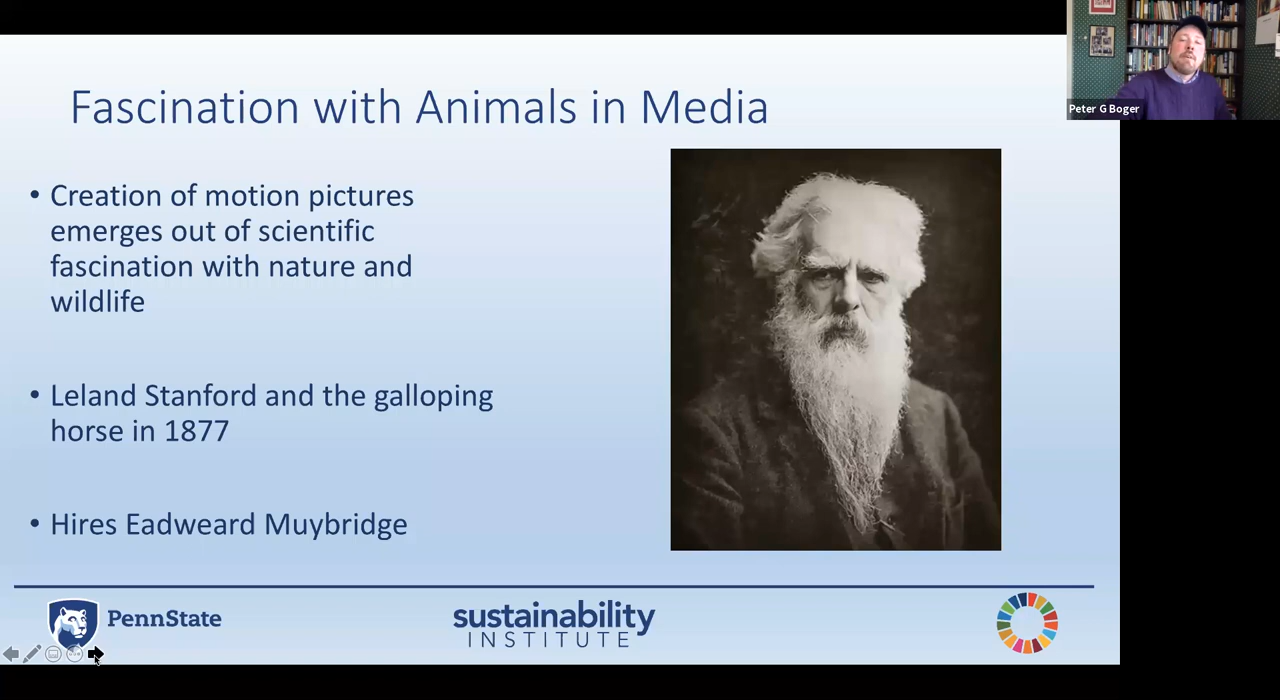 Fascination with Animals in Media
• Creation of motion pictures
emerges out of scientific
fascination with nature and
wildlife
• Leland Stanford and the galloping
horse in 1877
• Hires Eadweard Muybridge
PennState
sustainability
INSTITUTE
Peter G Boger